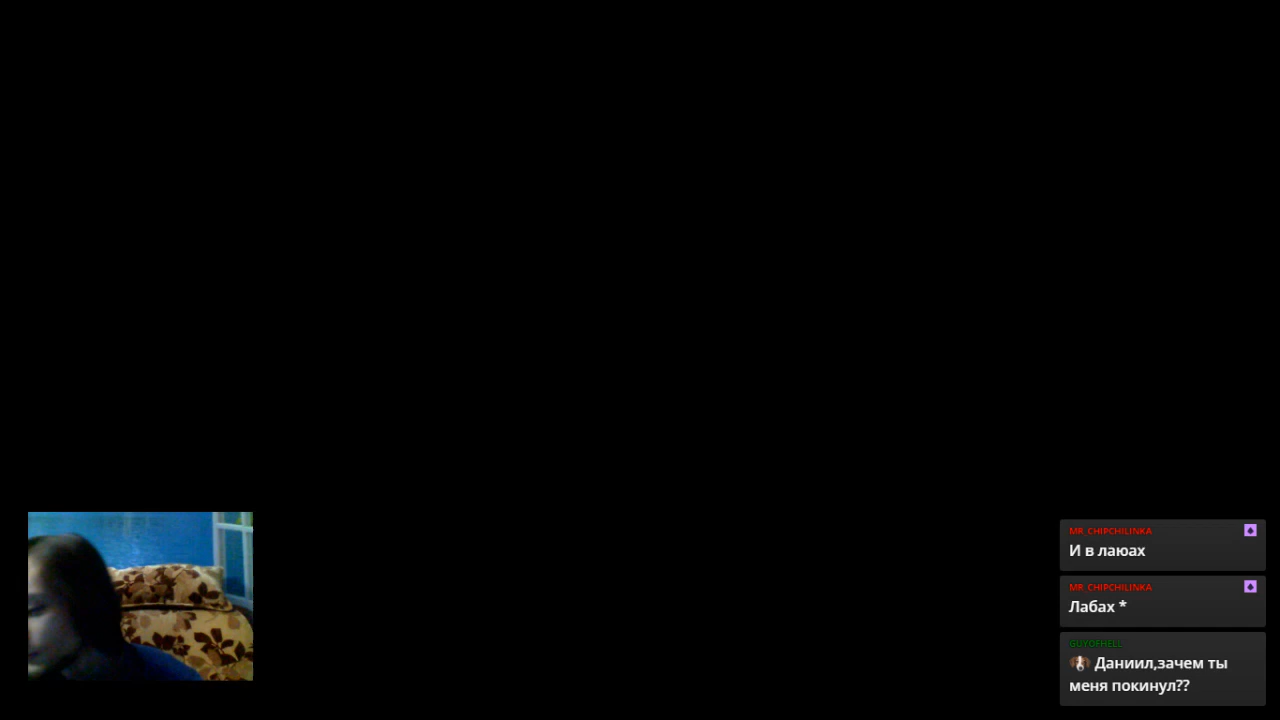 MR_CHIPCHILINKA
И в лаюах
MR_CHIPCHILINKA
Лабах *
GUYOFHELL
Даниил,зачем ты
меня покинул??